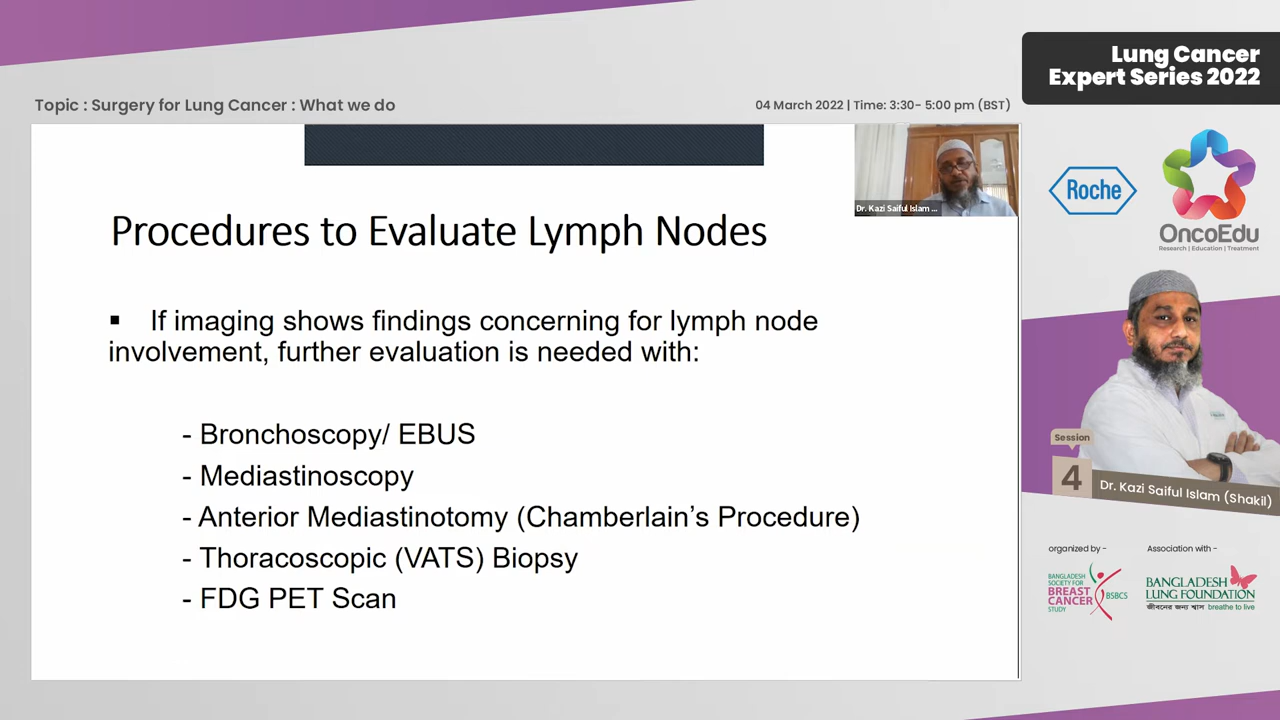 Lung Cancer
Expert Series 2022
Topic : Surgery for Lung Cancer : What we do
04 March 2022 | Time: 3:30- 5:00 pm (BST)
Dr. Kazi Saiful Islam ...
Procedures to Evaluate Lymph Nodes
▪ If imaging shows findings concerning for lymph node
involvement, further evaluation is needed with:
- Bronchoscopy/ EBUS
- Mediastinoscopy
- Anterior Mediastinotomy (Chamberlain’s Procedure)
- Thoracoscopic (VATS) Biopsy
- FDG PET Scan
Roche
OncoEdu
Research | Education | Treatment
Session
4
Dr. Kazi Saiful Islam (Shakil)
organized by -
BANGLADESH
SOCIETY FOR
BREAST
CANCER
STUDY
BSBCS
Association with -
BANGLADESH
LUNG FOUNDATION
জীবনের জন্য শ্বাস breathe to live